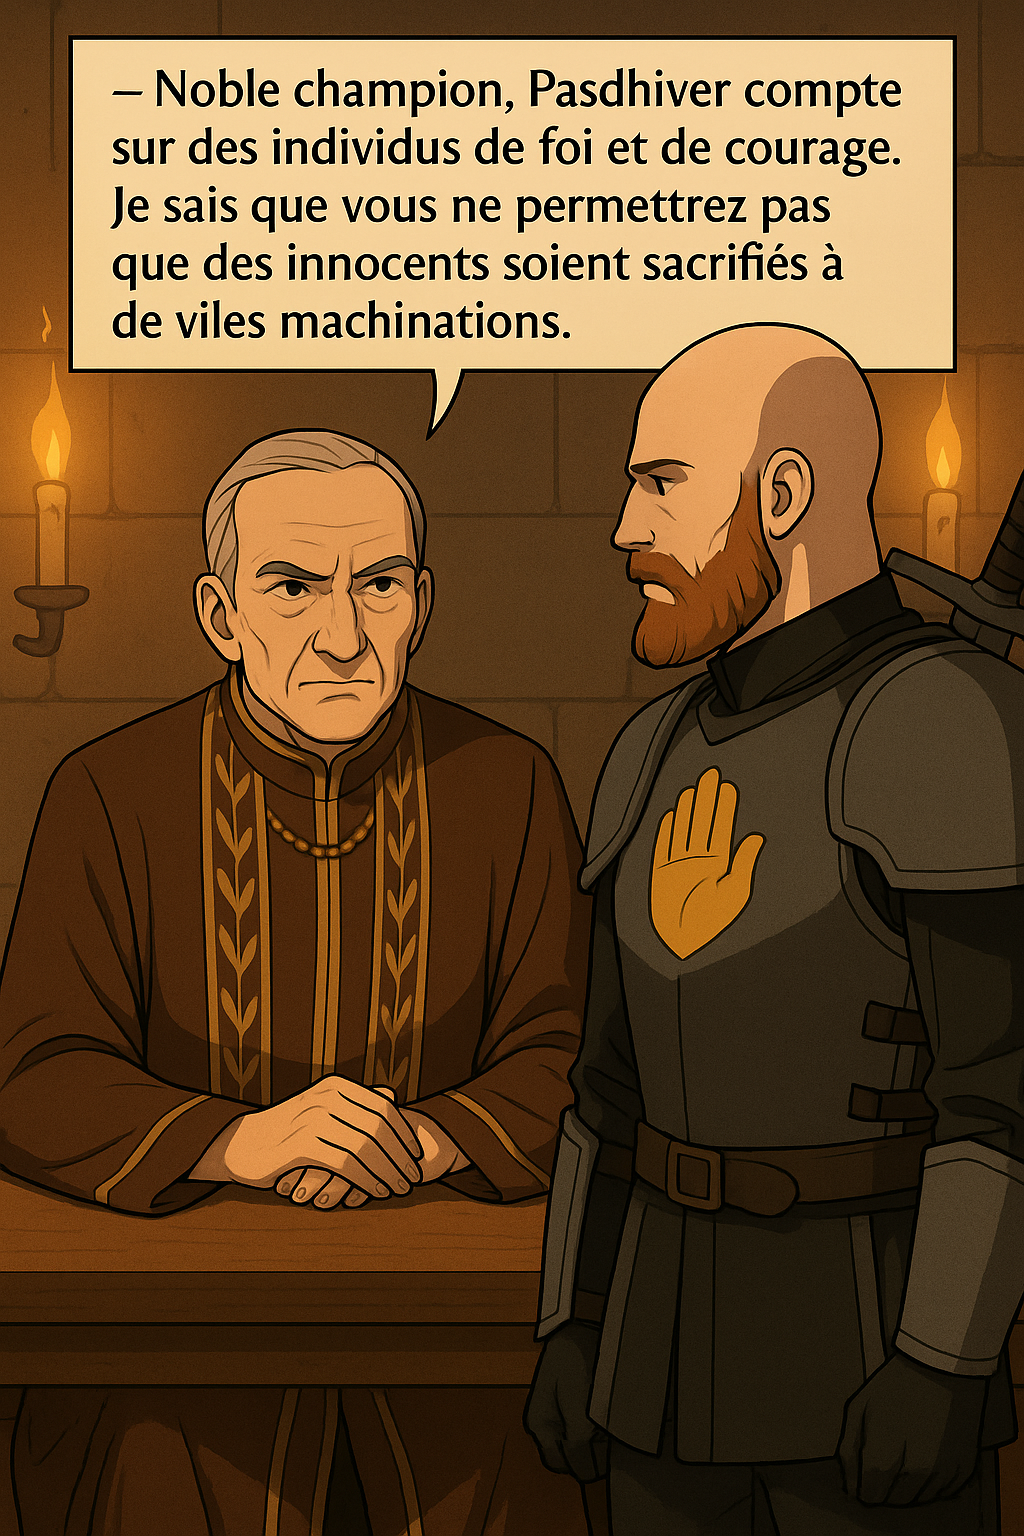 – Noble champion, Pasdhiver compte
sur des individus de foi et de courage.
Je sais que vous ne permettrez pas
que des innocents soient sacrifiés à
de viles machinations.